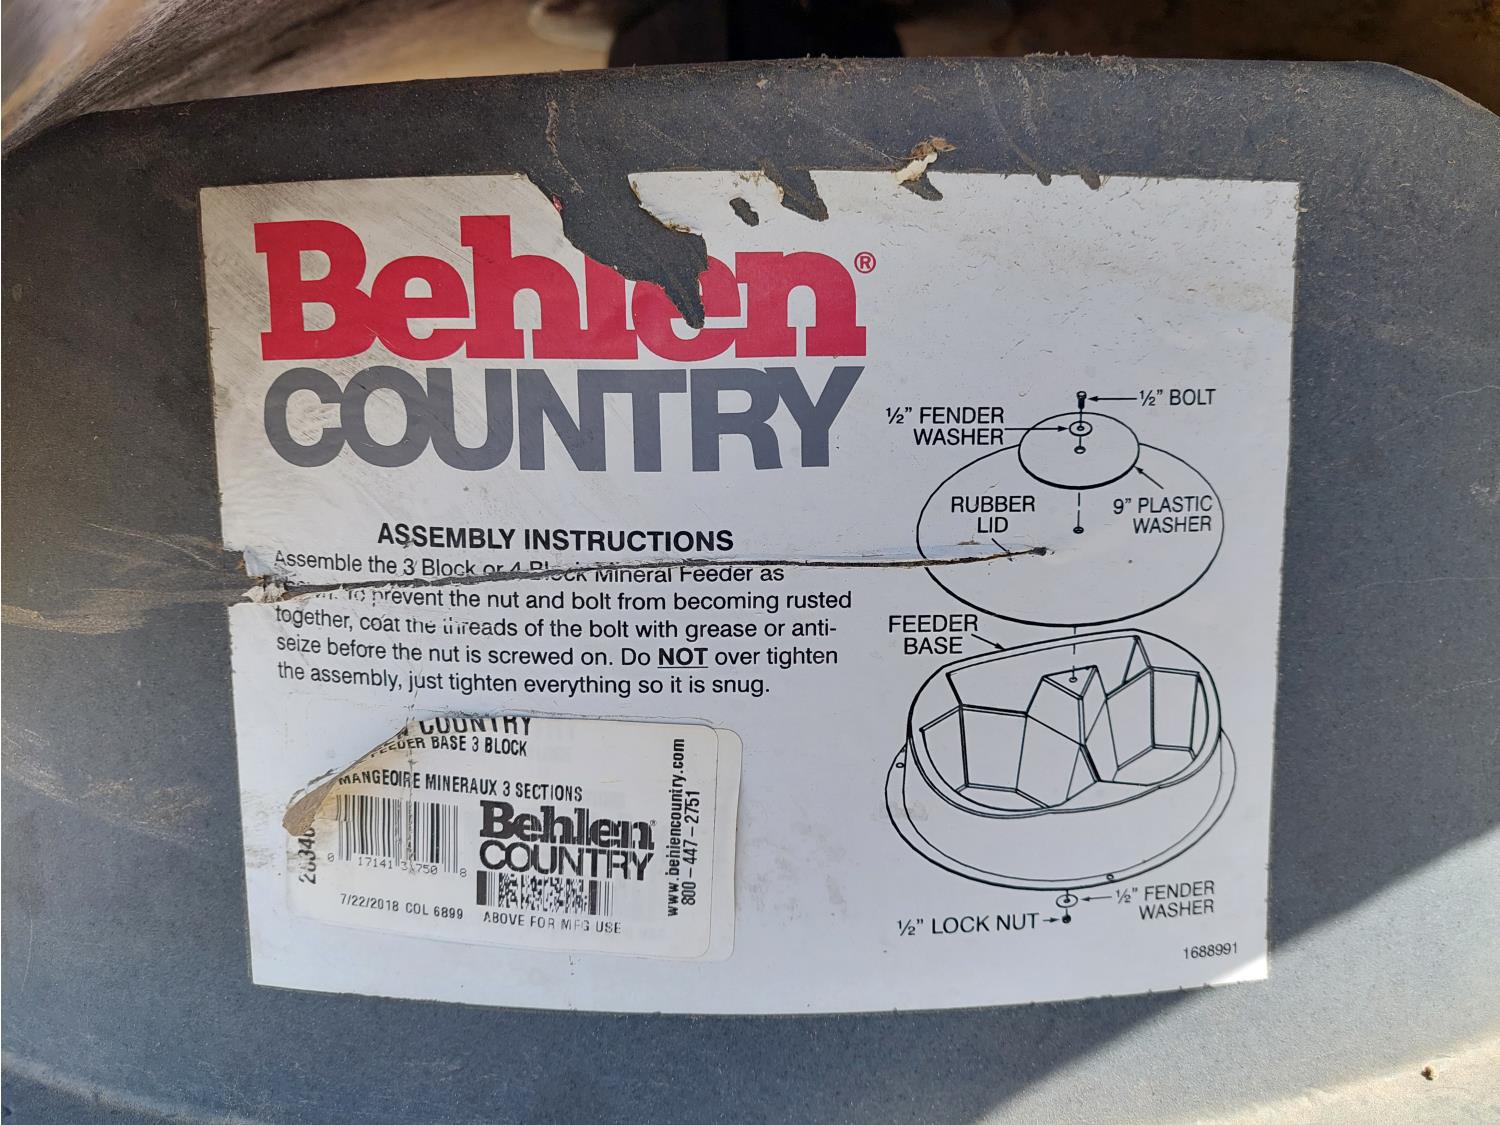 Behlen®
COUNTRY
½" BOLT
½" FENDER
WASHER
RUBBER
LID
9" PLASTIC
WASHER
ASSEMBLY INSTRUCTIONS
Assemble the 3 Block or 4 Block Mineral Feeder as
To prevent the nut and bolt from becoming rusted
together, coat the threads of the bolt with grease or anti-
seize before the nut is screwed on. Do NOT over tighten
the assembly, just tighten everything so it is snug.
FEEDER
BASE
COUNTRY
FEEDER BASE 3 BLOCK
MANGEOIRE MINERAUX 3 SECTIONS
Behlen
COUNTRY
0 17141 8
7/22/2018 COL 6899
ABOVE FOR MFG USE
www.behlencountry.com
800-447-2751
½" FENDER
WASHER
½" LOCK NUT
1688991